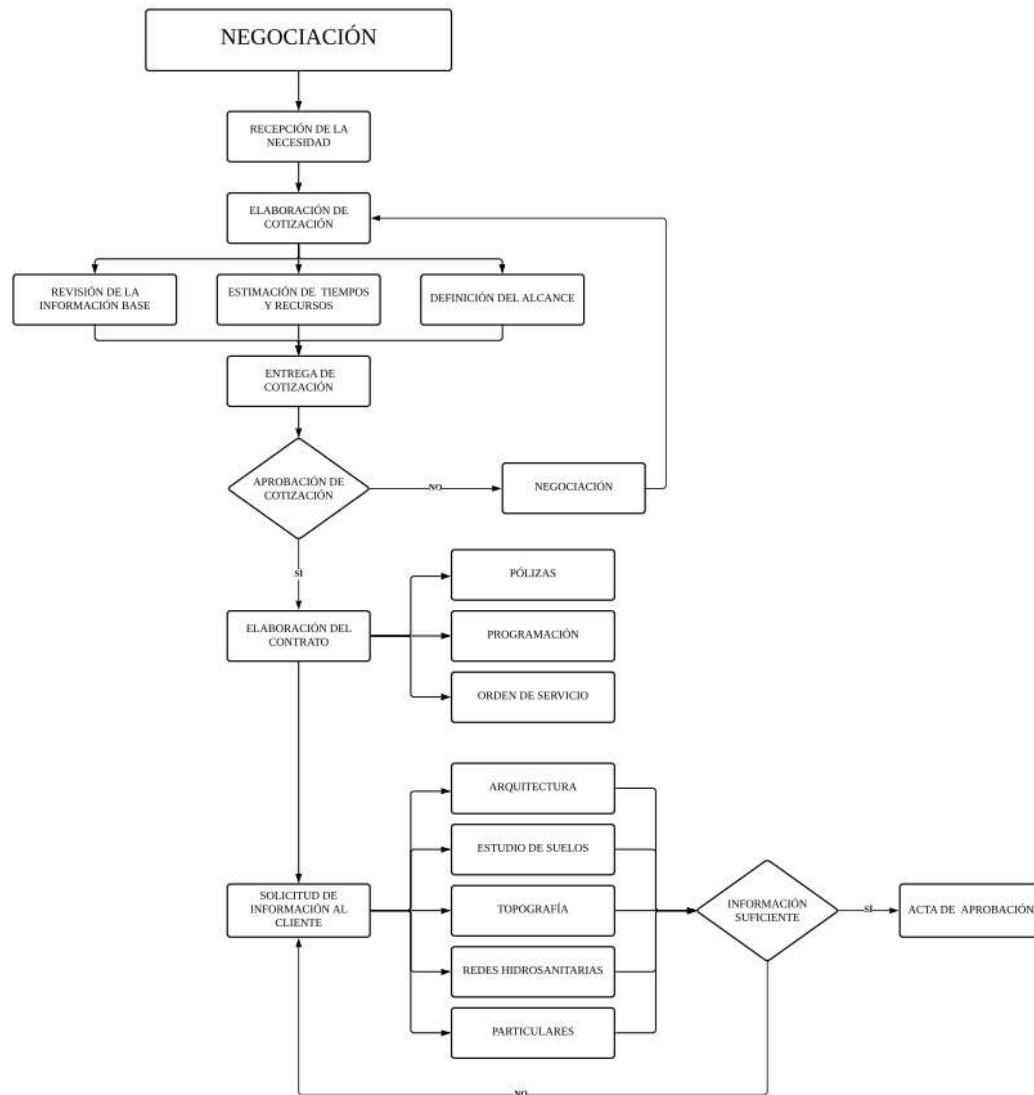 NEGOCIACIÓN
RECEPCIÓN DE LA
NECESIDAD
ELABORACIÓN DE
COTIZACIÓN
REVISIÓN DE LA
INFORMACIÓN BASE
ESTIMACIÓN DE TIEMPOS
Y RECURSOS
DEFINICIÓN DEL ALCANCE
ENTREGA DE
COTIZACIÓN
APROBACIÓN DE
COTIZACIÓN
NO
NEGOCIACIÓN
SÍ
PÓLIZAS
ELABORACIÓN DEL
CONTRATO
PROGRAMACIÓN
ORDEN DE SERVICIO
ARQUITECTURA
ESTUDIO DE SUELOS
SOLICITUD DE
INFORMACIÓN AL
CLIENTE
TOPOGRAFÍA
REDES HIDROSANITARIAS
PARTICULARES
INFORMACIÓN
SUFICIENTE
SÍ
ACTA DE APROBACIÓN
NO